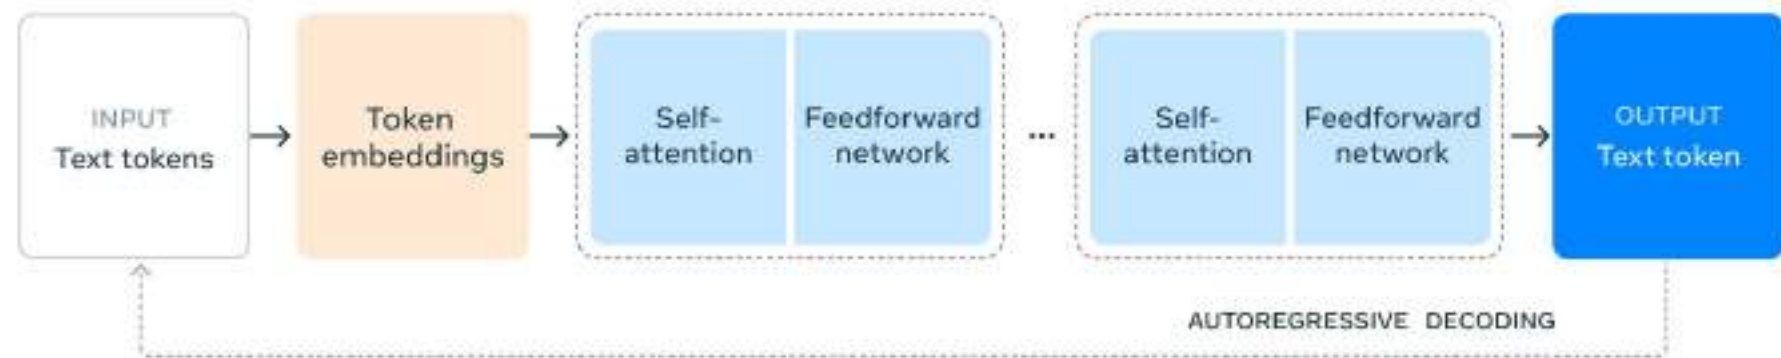 INPUT
Text tokens
Token
embeddings
Self-
attention
Feedforward
network
...
Self-
attention
Feedforward
network
OUTPUT
Text token
AUTOREGRESSIVE DECODING